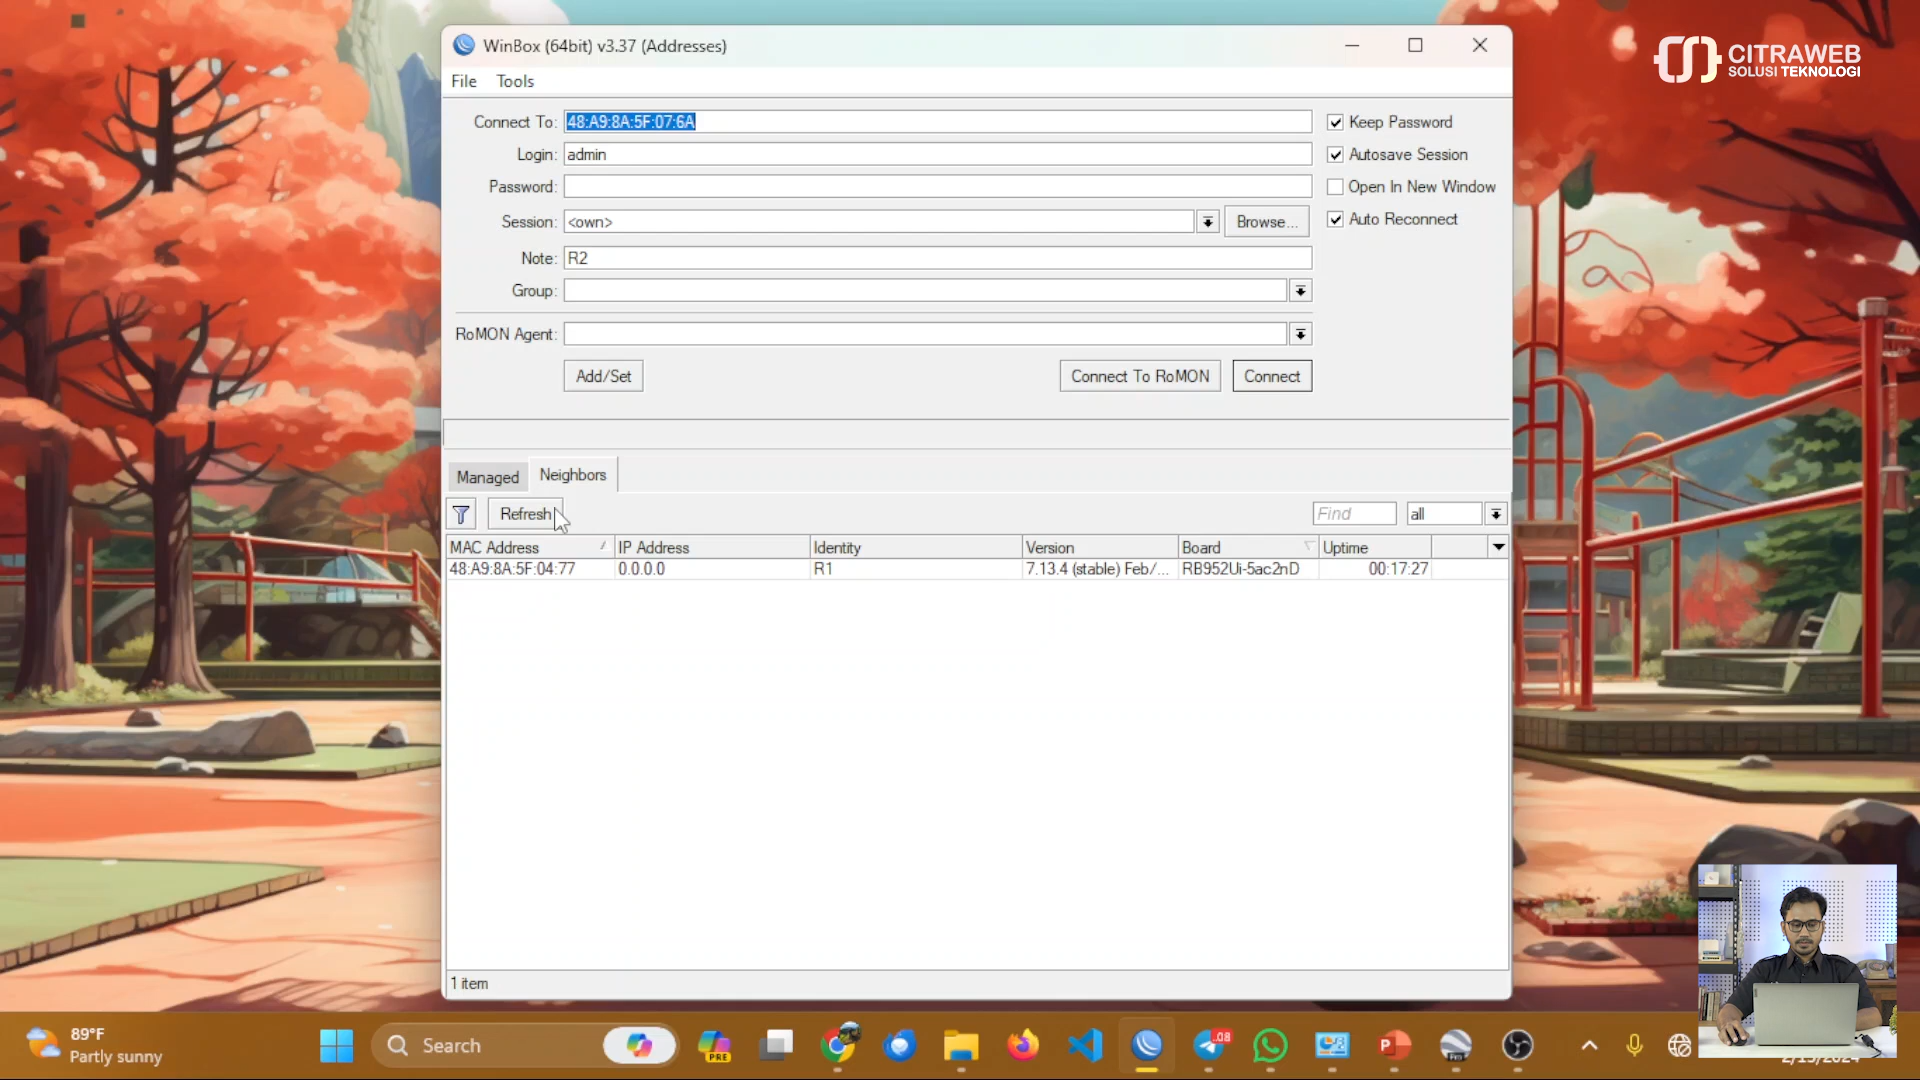 WinBox (64bit) v3.37 (Addresses)
CITRAWEB
SOLUSI TEKNOLOGI
File Tools
Connect To: 48:A9:8A:5F:07:6A
Keep Password
Login: admin
Autosave Session
Password:
Open In New Window
Session: <own> Browse...
Auto Reconnect
Note: R2
Group:
RoMON Agent:
Add/Set Connect To RoMON Connect
Managed Neighbors
Refresh Find all
MAC Address IP Address Identity Version Board Uptime
48:A9:8A:5F:04:77 0.0.0.0 R1 7.13.4 (stable) Feb/... RB952Ui-5ac2nD 00:17:27
1 item
89°F
Partly sunny
Search
PRE
.08